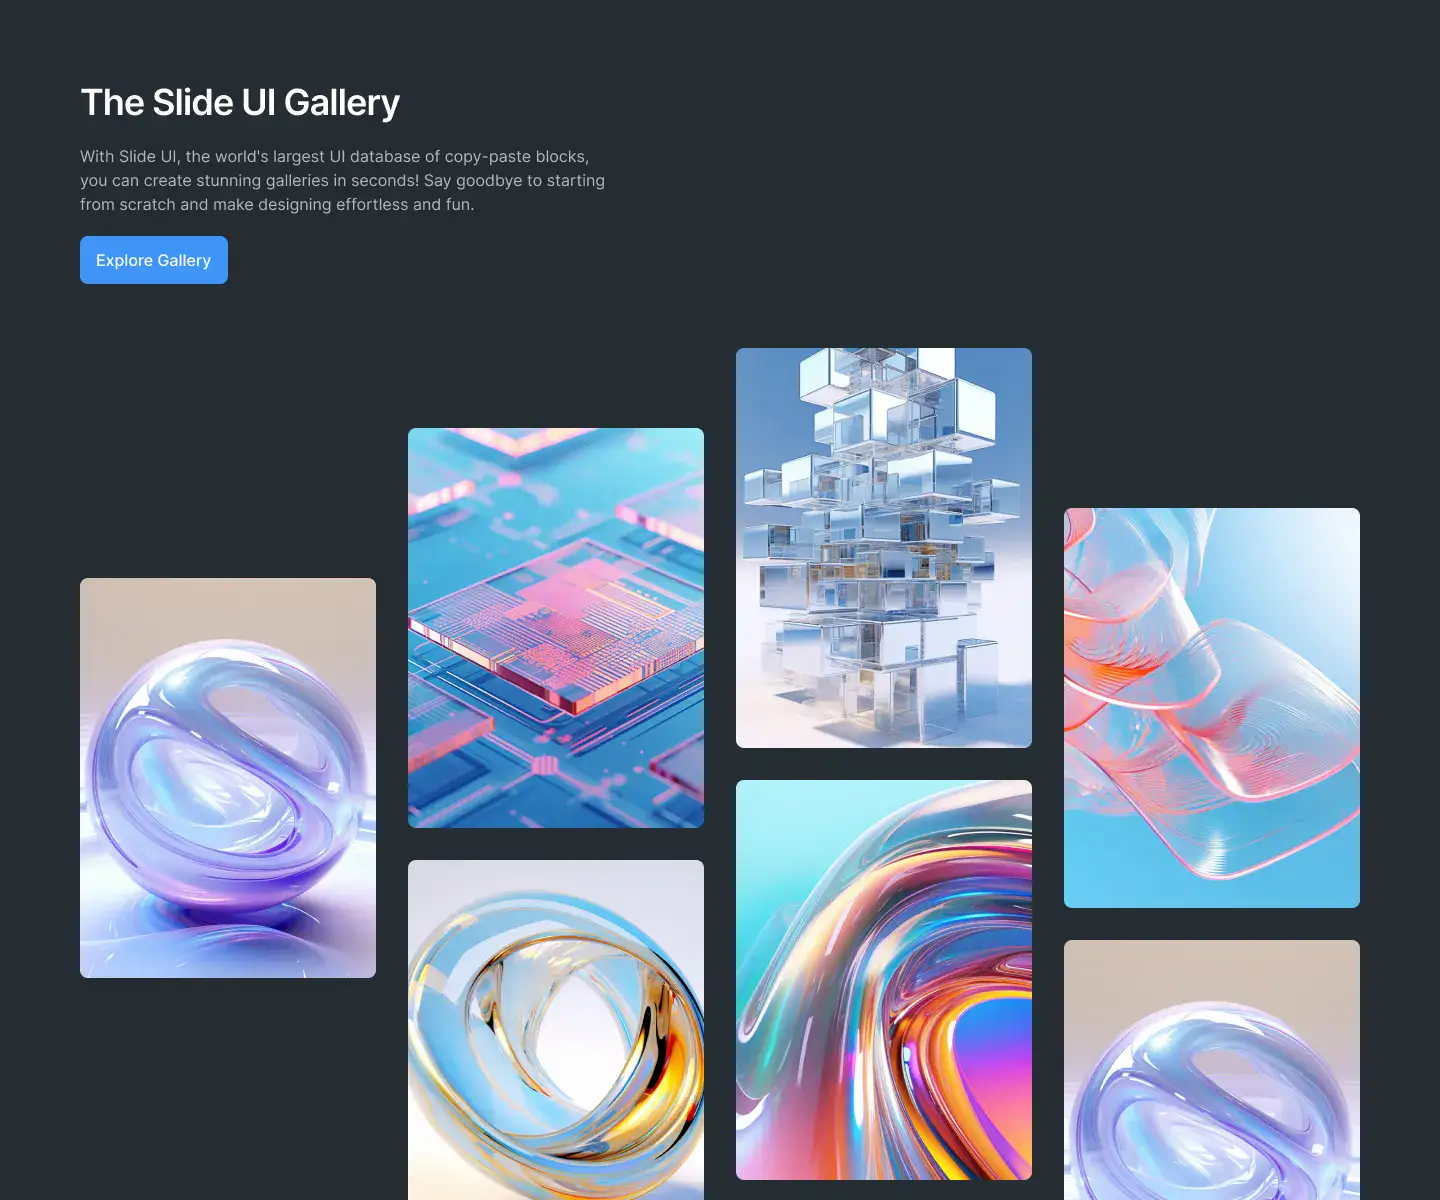 The Slide UI Gallery
With Slide UI, the world's largest UI database of copy-paste blocks,
you can create stunning galleries in seconds! Say goodbye to starting
from scratch and make designing effortless and fun.
Explore Gallery